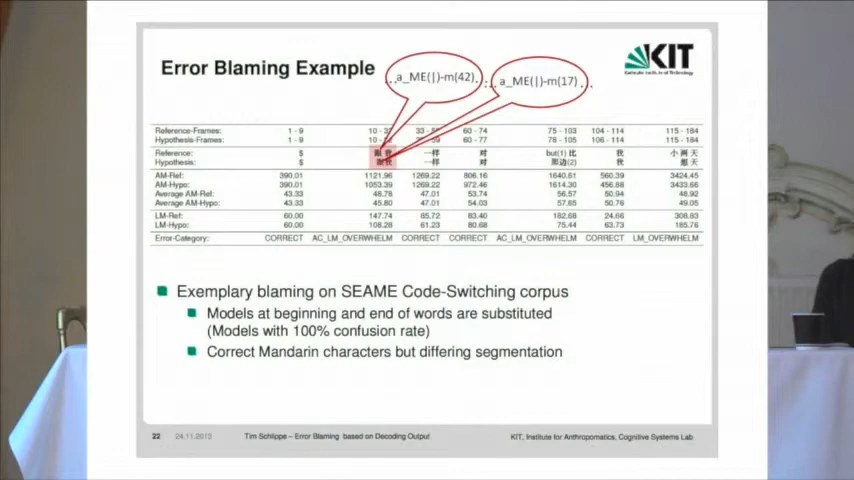 Error Blaming Example
a_ME(|)-m(42)
a_ME(|)-m(17)
KIT
Reference-Frames: 1 - 9 33 - 60 - 74 75 - 103 104 - 114 115 - 184
Hypothesis-Frames: 1 - 9 60 - 77 78 - 105 106 - 114 115 - 184
Reference: $ 一样 对 but(1) 比 我 小 两 天
Hypothesis: $ 一样 对 那边(2) 我 想 天
AM-Ref: 390.01 1121.96 1269.22 806.16 1640.61 560.39 3424.45
AM-Hypo: 390.01 1053.39 1269.22 972.46 1614.30 456.88 3433.66
Average AM-Ref: 43.33 48.78 47.01 53.74 56.57 50.94 48.92
Average AM-Hypo: 43.33 45.80 47.01 54.03 57.65 50.76 49.05
LM-Ref: 60.00 147.74 85.72 83.40 182.68 24.66 308.83
LM-Hypo: 60.00 108.28 61.23 80.68 75.44 63.73 185.76
Error-Category: CORRECT AC_LM_OVERWHELM CORRECT CORRECT AC_LM_OVERWHELM CORRECT LM_OVERWHELM
Exemplary blaming on SEAME Code-Switching corpus
Models at beginning and end of words are substituted
(Models with 100% confusion rate)
Correct Mandarin characters but differing segmentation
22 24.11.2013 Tim Schlippe – Error Blaming based on Decoding Output KIT, Institute for Anthropomatics, Cognitive Systems Lab